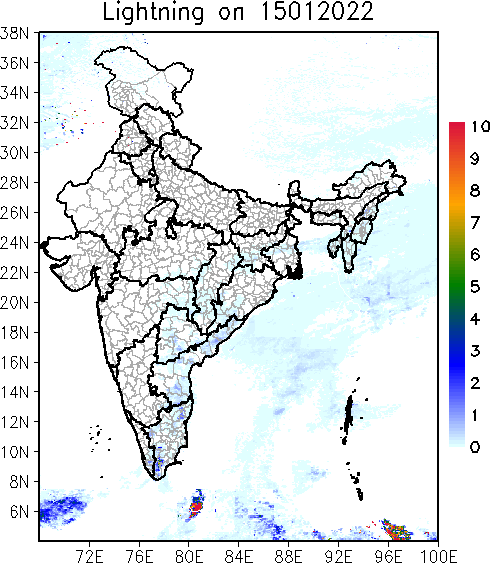 Lightning on 15012022
38N
36N
34N
32N
30N
28N
26N
24N
22N
20N
18N
16N
14N
12N
10N
8N
6N
72E 76E 80E 84E 88E 92E 96E 100E
10
9
8
7
6
5
4
3
2
1
0